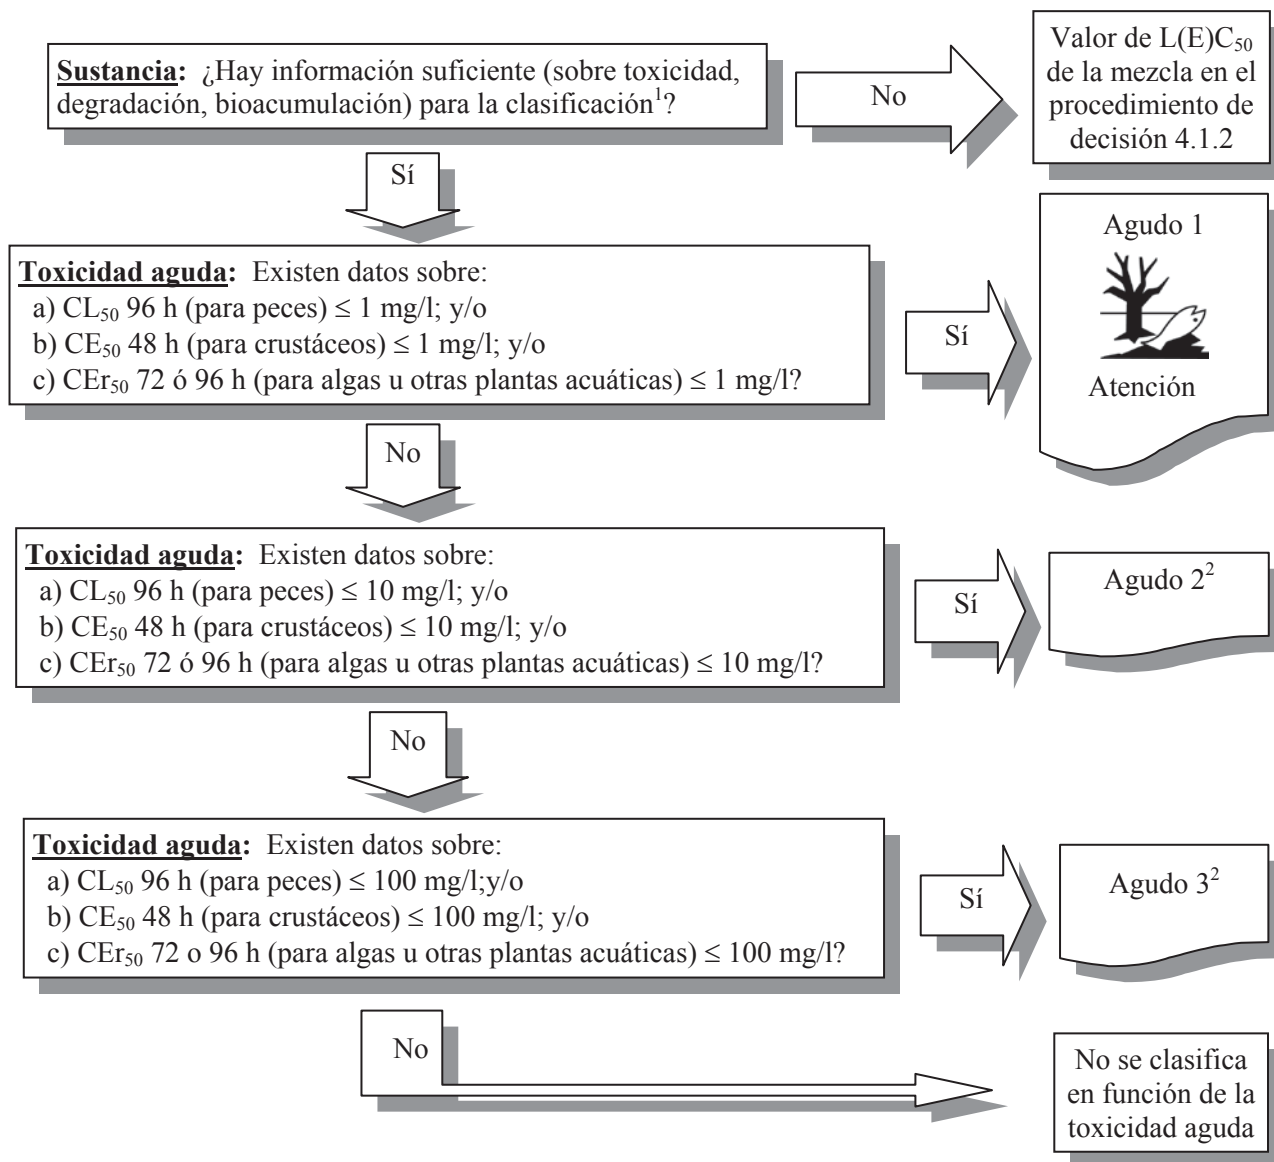 Sustancia: ¿Hay información suficiente (sobre toxicidad,
degradación, bioacumulación) para la clasificación¹?
No
Valor de L(E)C₅₀
de la mezcla en el
procedimiento de
decisión 4.1.2
Sí
Toxicidad aguda: Existen datos sobre:
a) CL₅₀ 96 h (para peces) ≤ 1 mg/l; y/o
b) CE₅₀ 48 h (para crustáceos) ≤ 1 mg/l; y/o
c) CEr₅₀ 72 ó 96 h (para algas u otras plantas acuáticas) ≤ 1 mg/l?
Sí
Agudo 1
Atención
No
Toxicidad aguda: Existen datos sobre:
a) CL₅₀ 96 h (para peces) ≤ 10 mg/l; y/o
b) CE₅₀ 48 h (para crustáceos) ≤ 10 mg/l; y/o
c) CEr₅₀ 72 ó 96 h (para algas u otras plantas acuáticas) ≤ 10 mg/l?
Sí
Agudo 2²
No
Toxicidad aguda: Existen datos sobre:
a) CL₅₀ 96 h (para peces) ≤ 100 mg/l;y/o
b) CE₅₀ 48 h (para crustáceos) ≤ 100 mg/l; y/o
c) CEr₅₀ 72 o 96 h (para algas u otras plantas acuáticas) ≤ 100 mg/l?
Sí
Agudo 3²
No
No se clasifica
en función de la
toxicidad aguda